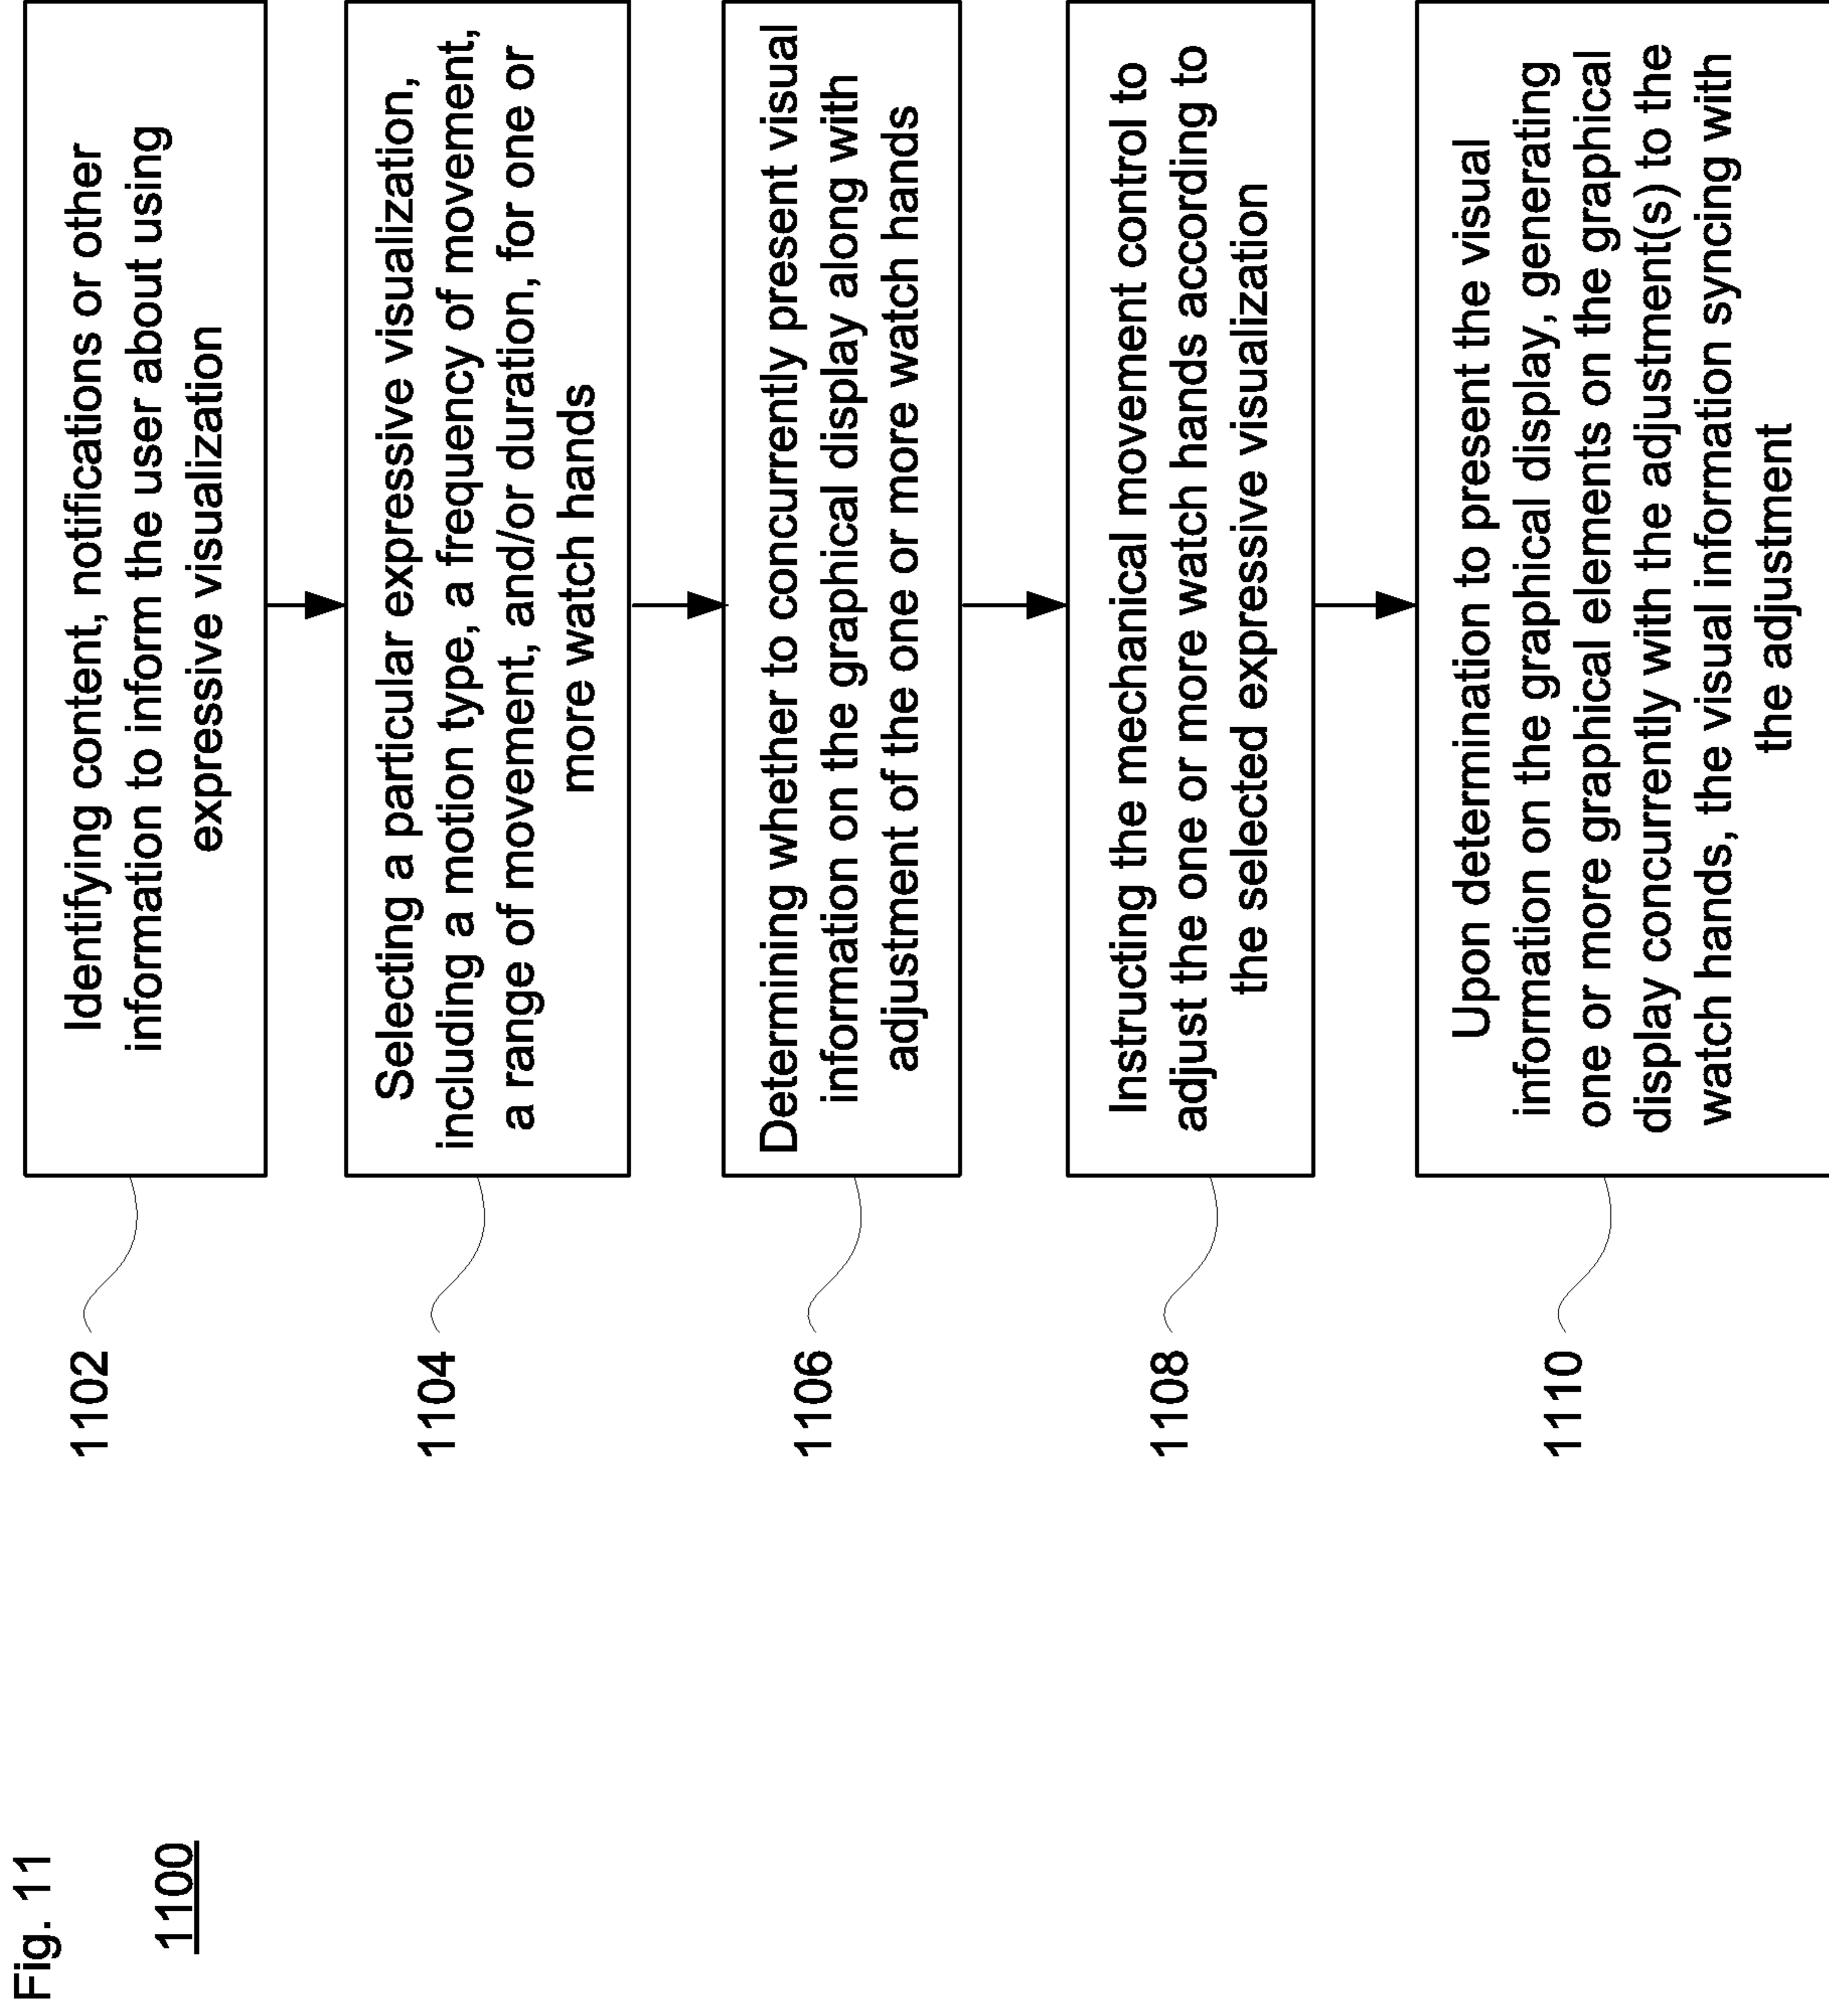 Fig. 11
1100
1102
Identifying content, notifications or other
information to inform the user about using
expressive visualization
1104
Selecting a particular expressive visualization,
including a motion type, a frequency of movement,
a range of movement, and/or duration, for one or
more watch hands
1106
Determining whether to concurrently present visual
information on the graphical display along with
adjustment of the one or more watch hands
1108
Instructing the mechanical movement control to
adjust the one or more watch hands according to
the selected expressive visualization
1110
Upon determination to present the visual
information on the graphical display, generating
one or more graphical elements on the graphical
display concurrently with the adjustment(s) to the
watch hands, the visual information syncing with
the adjustment